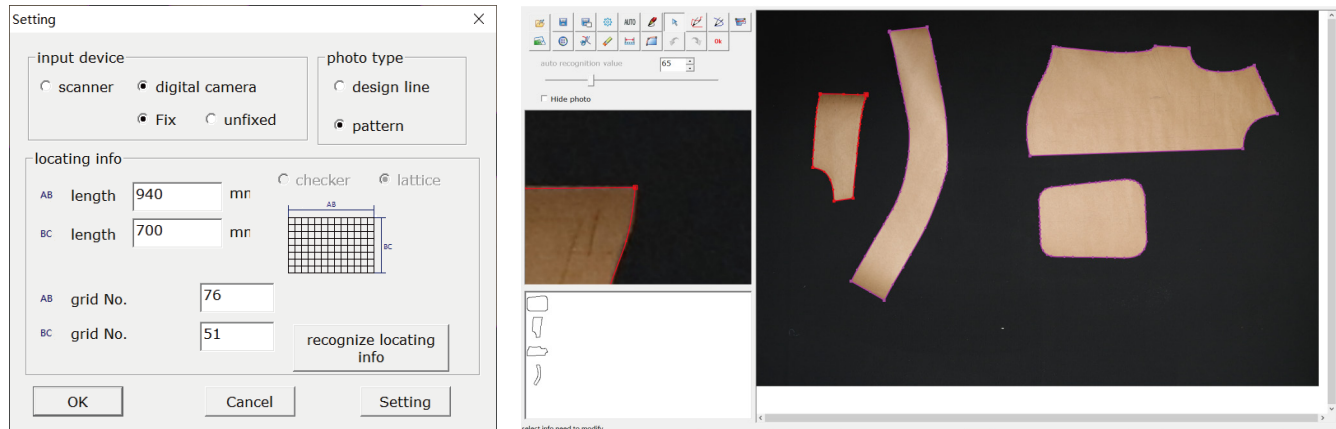 Setting
input device
scanner
digital camera
Fix
unfixed
photo type
design line
pattern
locating info
AB length 940 mm
BC length 700 mm
checker
lattice
AB
BC
AB grid No. 76
BC grid No. 51
recognize locating
info
OK
Cancel
Setting
AUTO
Ok
auto recognition value 65
Hide photo
select info need to modify